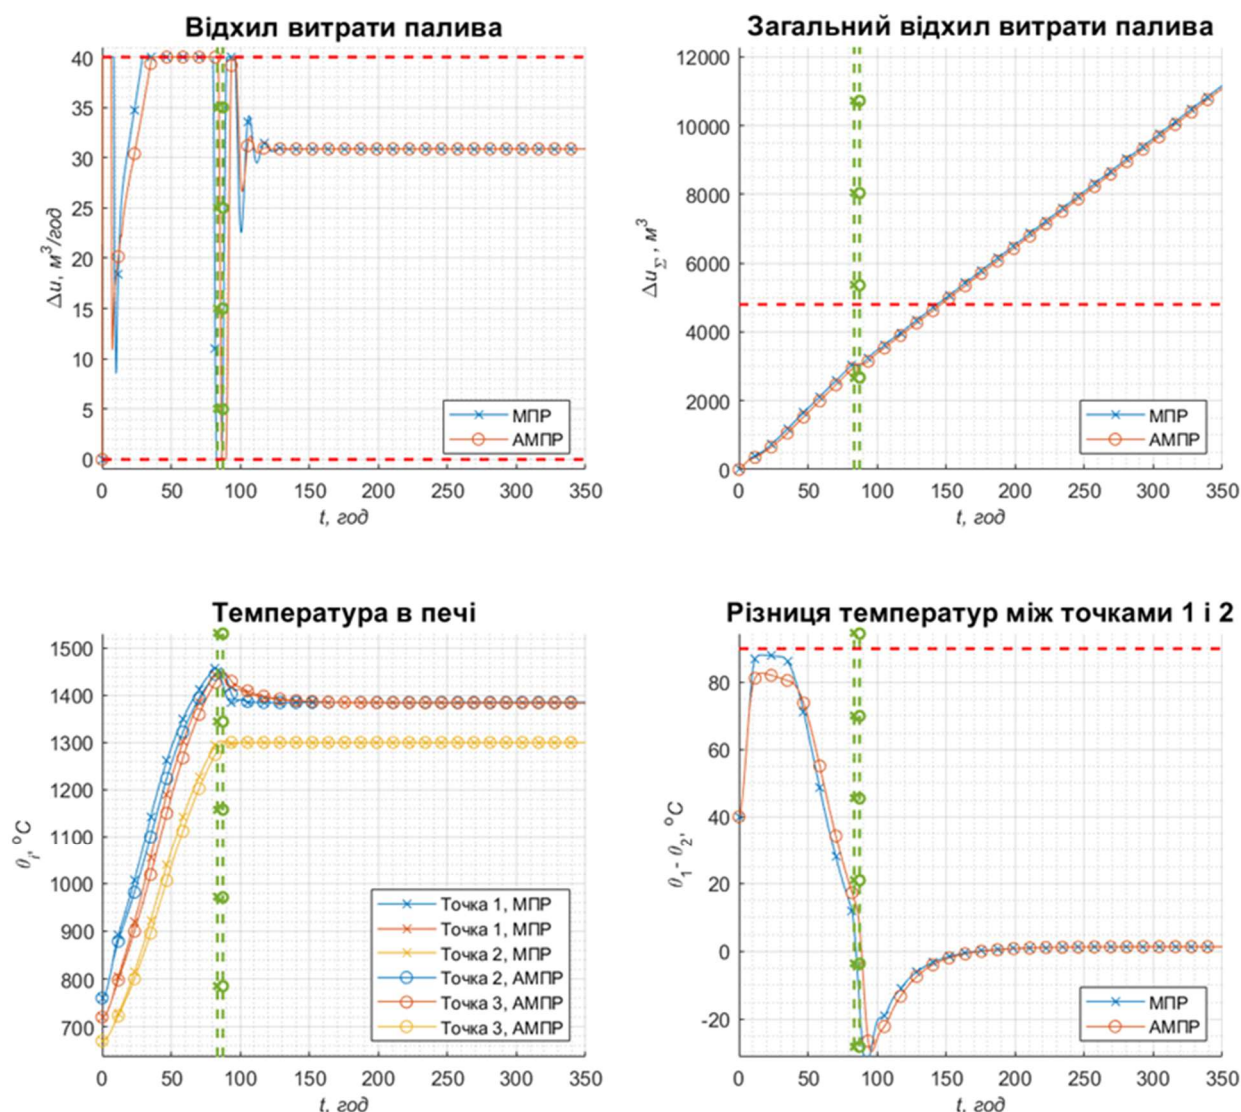 Відхил витрати палива
40
35
30
25
20
15
10
5
0
Δu, м³/год
МПР
АМПР
0 50 100 150 200 250 300 350
t, год
Загальний відхил витрати палива
12000
10000
8000
6000
4000
2000
0
Δu_Σ, м³
МПР
АМПР
0 50 100 150 200 250 300 350
t, год
Температура в печі
1500
1400
1300
1200
1100
1000
900
800
700
θᵢ, °C
Точка 1, МПР
Точка 1, МПР
Точка 2, МПР
Точка 2, АМПР
Точка 3, АМПР
Точка 3, АМПР
0 50 100 150 200 250 300 350
t, год
Різниця температур між точками 1 і 2
80
60
40
20
0
-20
θ₁- θ₂, °C
МПР
АМПР
0 50 100 150 200 250 300 350
t, год